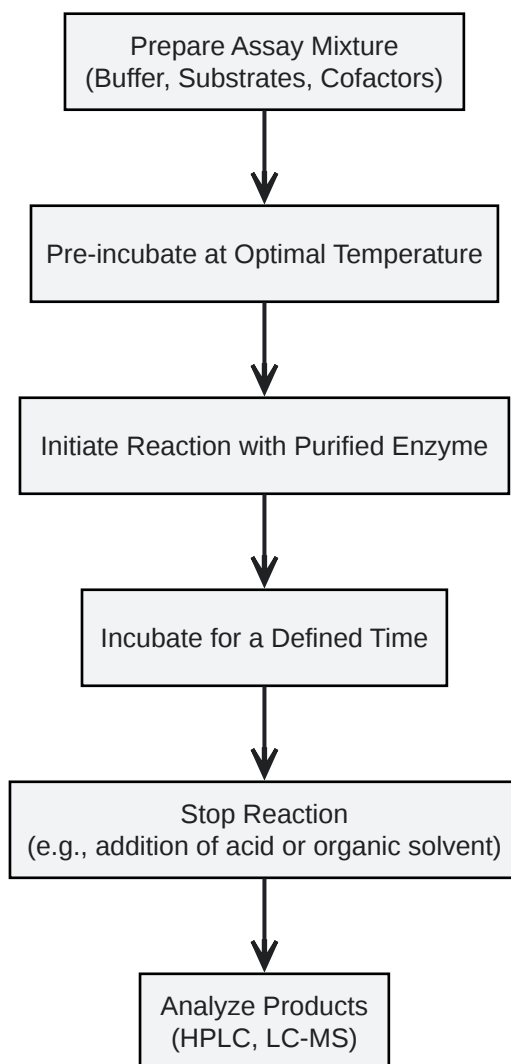 Prepare Assay Mixture
(Buffer, Substrates, Cofactors)
Pre-incubate at Optimal Temperature
Initiate Reaction with Purified Enzyme
Incubate for a Defined Time
Stop Reaction
(e.g., addition of acid or organic solvent)
Analyze Products
(HPLC, LC-MS)